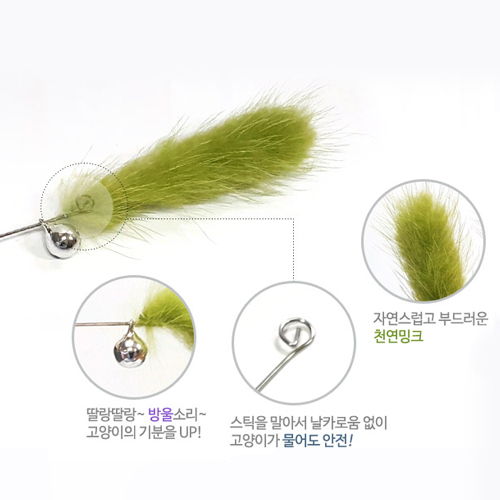 자연스럽고 부드러운
천연밍크
딸랑딸랑~ 방울소리~
고양이의 기분을 UP!
스틱을 말아서 날카로움 없이
고양이가 물어도 안전!